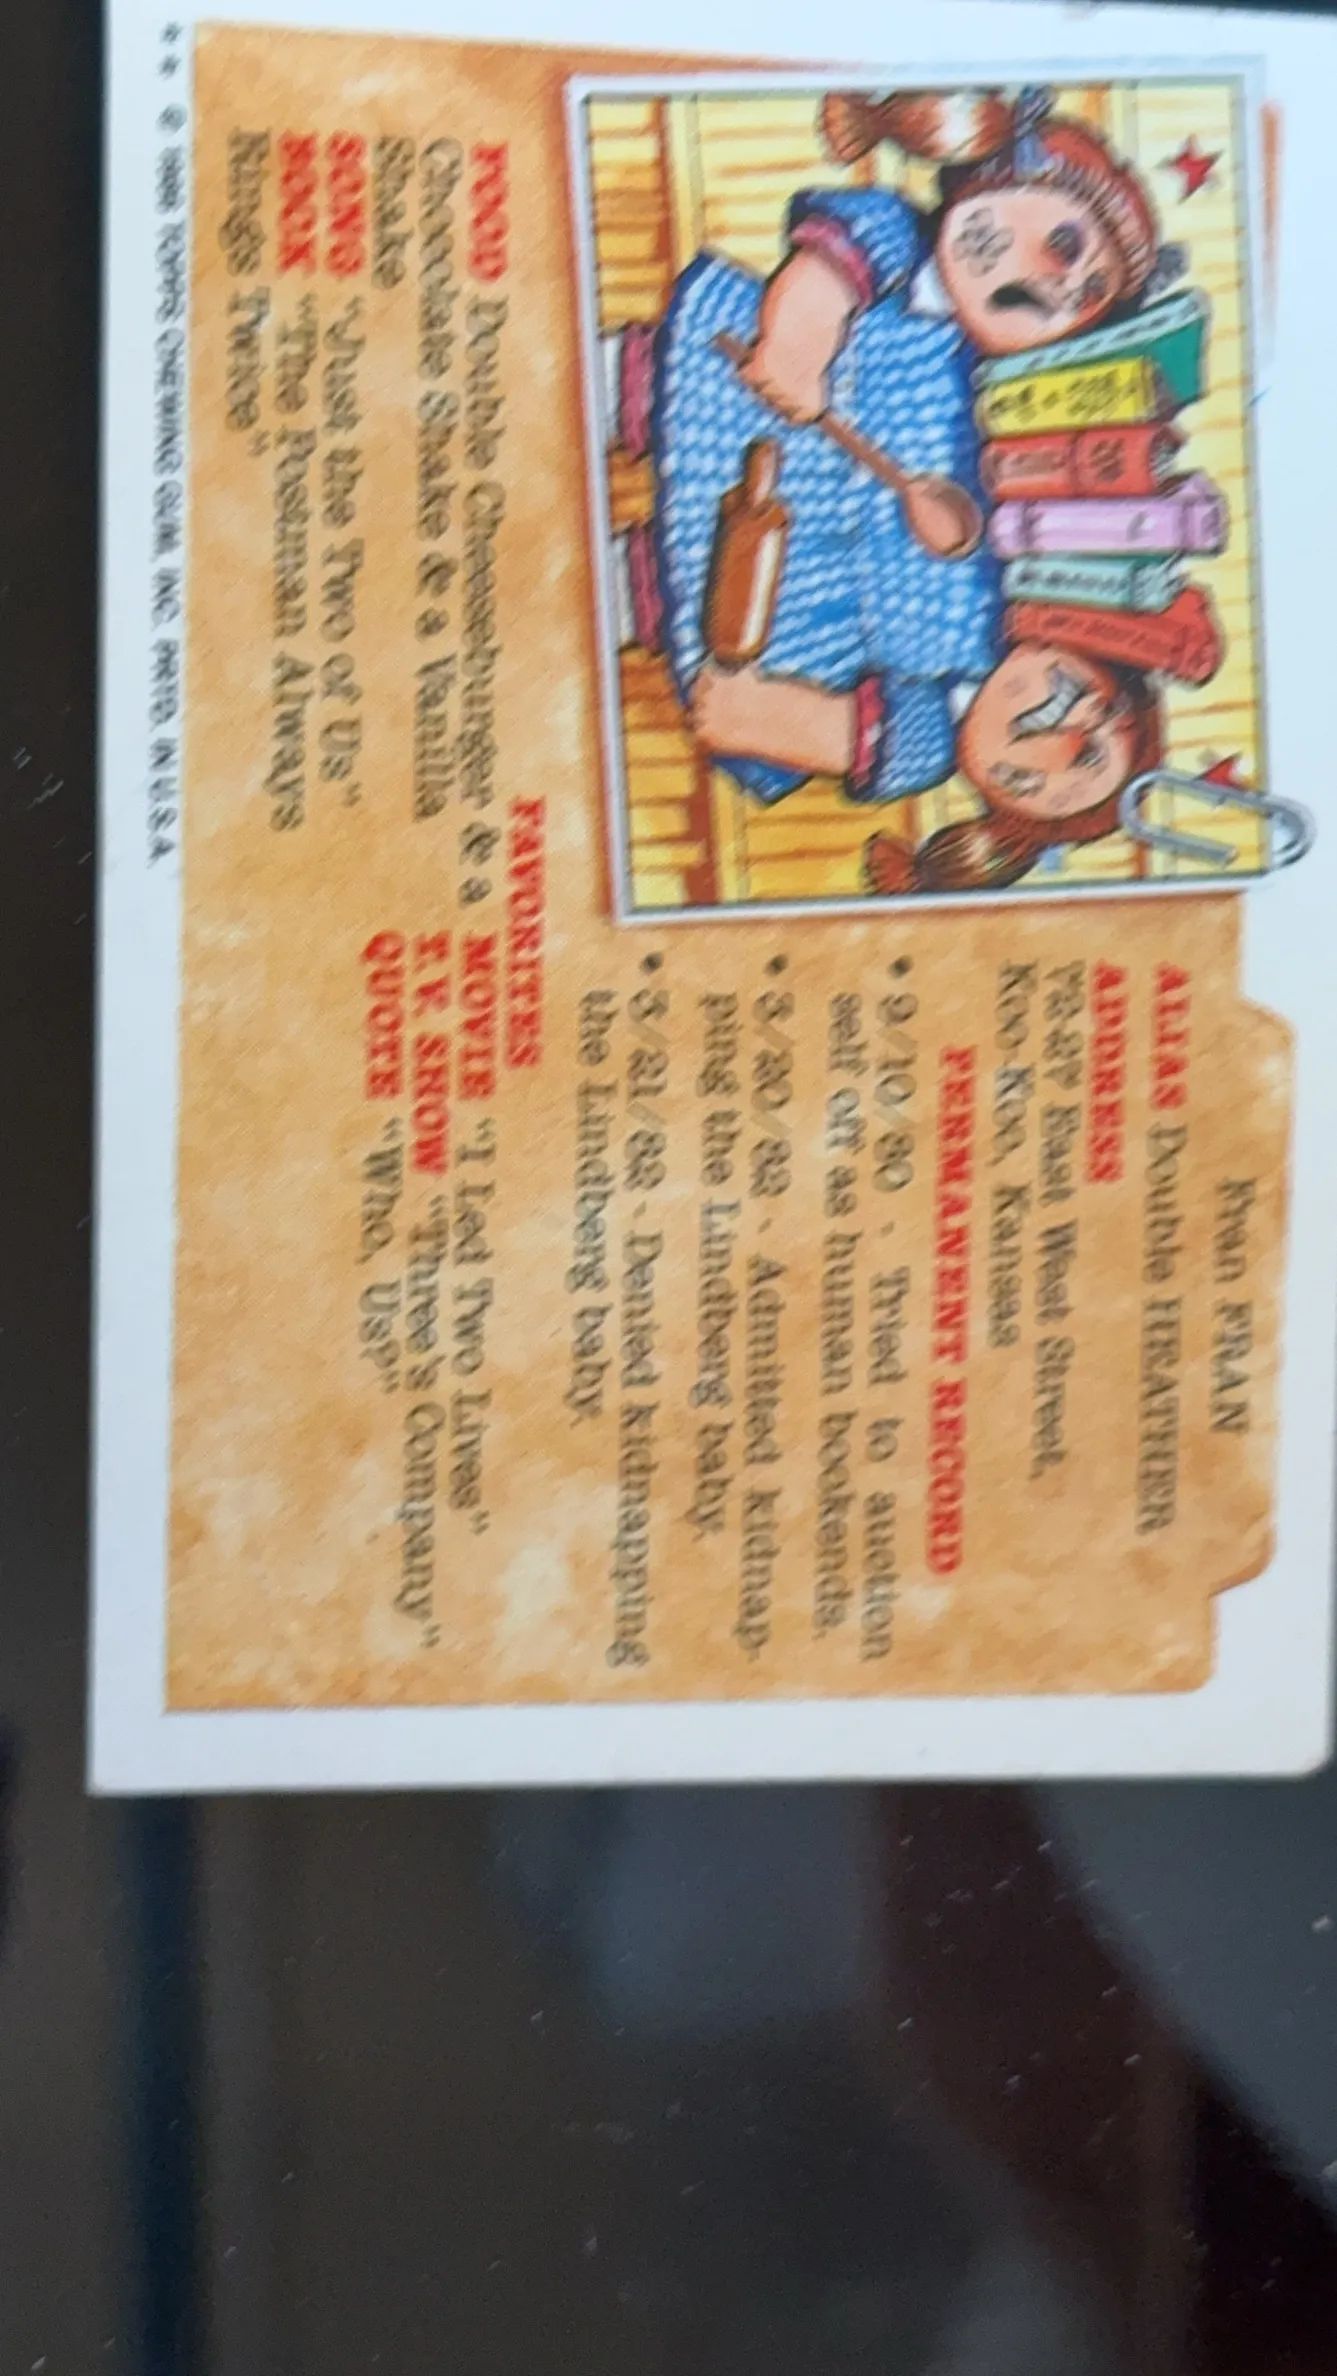 Fran FRAN
ALIAS Double HEATHER
ADDRESS
East West Street,
Koo-Koo, Kansas
PERMANENT RECORD
• 9/10/80 - Tried to auction
self off as human bookends.
• 3/20/82 - Admitted kidnap-
ping the Lindberg baby.
• 3/21/82 - Denied kidnapping
the Lindberg baby.
FAVORITES
FOOD Double Cheeseburger & a
Chocolate Shake & a Vanilla
Shake
SONG "Just the Two of Us"
BOOK "The Postman Always
Rings Twice"
MOVIE "I Led Two Lives"
T.V. SHOW "Three's Company"
QUOTE "Who, Us?"
** © 1988 TOPPS CHEWING GUM, INC. PRTD. IN U.S.A.